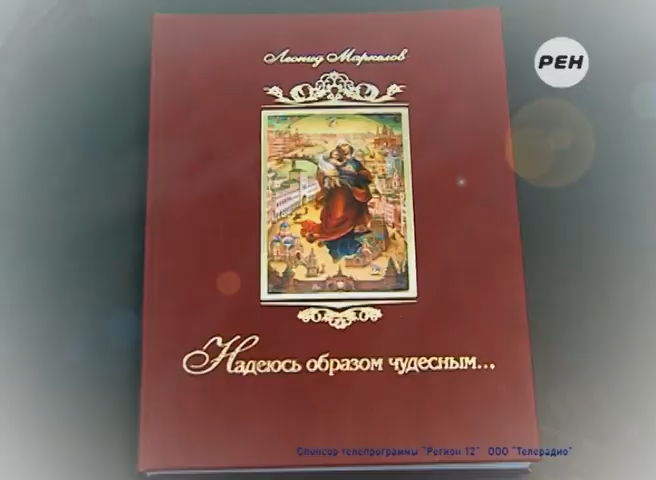 Леонид Маркелов
РЕН
Надеюсь образом чудесным...
Спонсор телепрограммы "Регион 12" ООО "Телерадио"